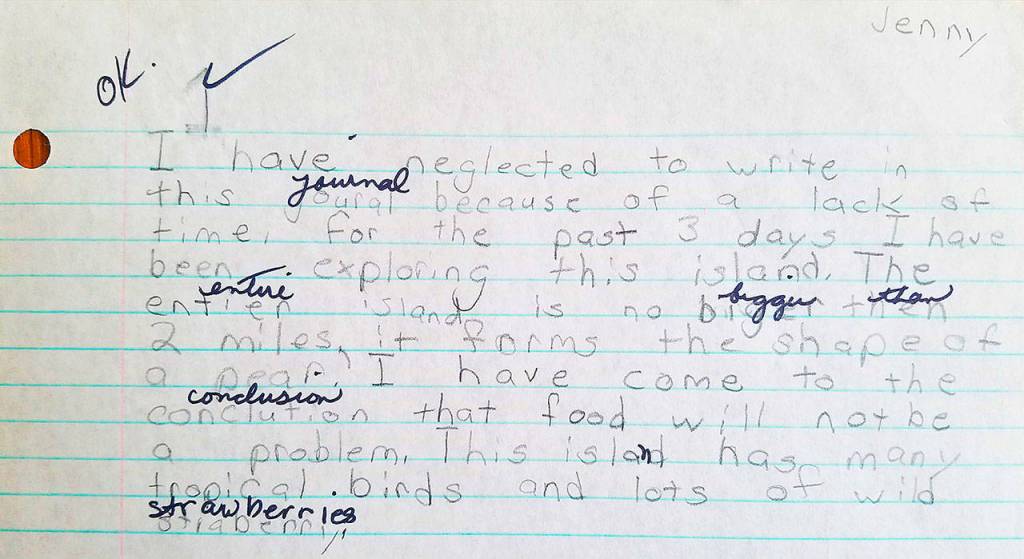 Jenny
OK.
I have neglected to write in
journal
this joural because of a lack of
time, for the past 3 days I have
been exploring this island. The
entire bigger than
entier island is no biger then
2 miles, it forms the shape of
a pear. I have come to the
conclusion
conclution that food will not be
a problem. This island has many
tropical birds and lots of wild
strawberries